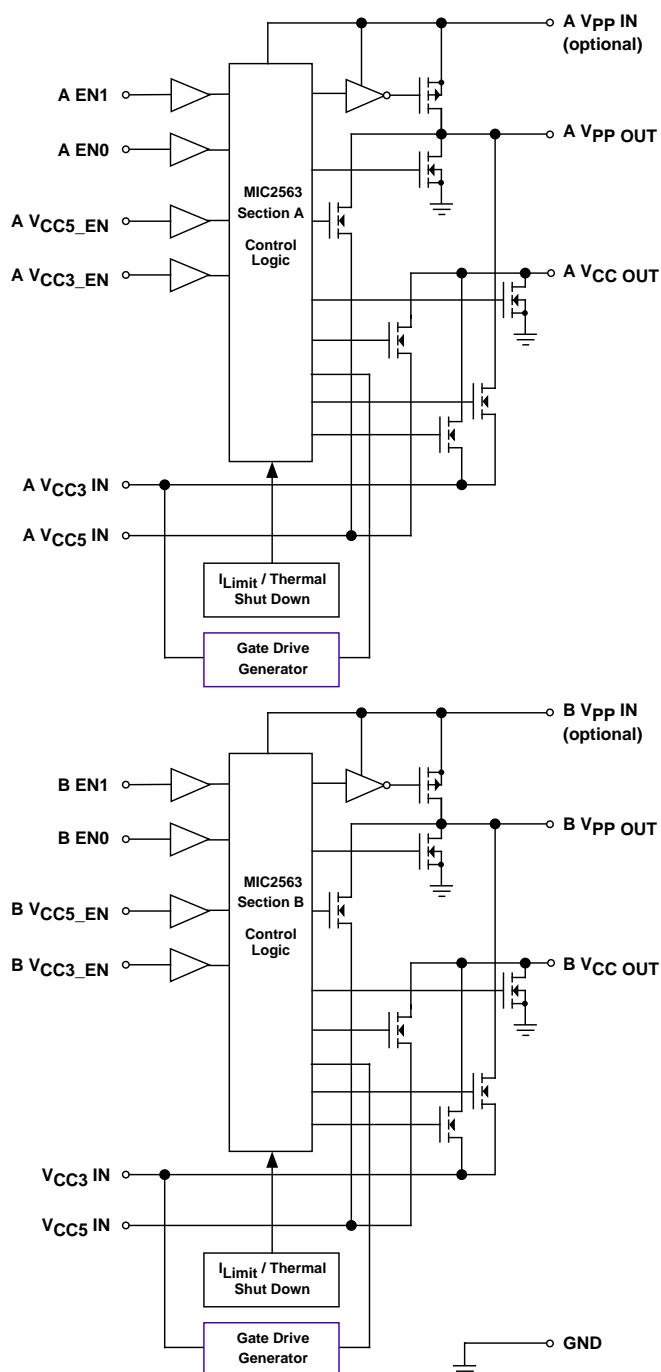 A VPP IN
(optional)
A EN1
A EN0
A VPP OUT
MIC2563
Section A
Control
Logic
A VCC5_EN
A VCC3_EN
A VCC OUT
A VCC3 IN
A VCC5 IN
ILimit / Thermal
Shut Down
Gate Drive
Generator
B VPP IN
(optional)
B EN1
B EN0
B VPP OUT
MIC2563
Section B
Control
Logic
B VCC5_EN
B VCC3_EN
B VCC OUT
VCC3 IN
VCC5 IN
ILimit / Thermal
Shut Down
Gate Drive
Generator
GND